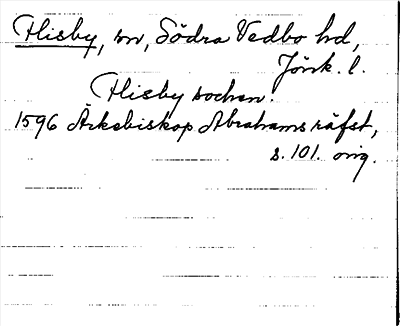 Flisby, sn, Södra Vedbo hd,
Jönk. l.
Flisby sochen.
1596 Ärkebiskop Abrahams räfst,
s. 101. orig.